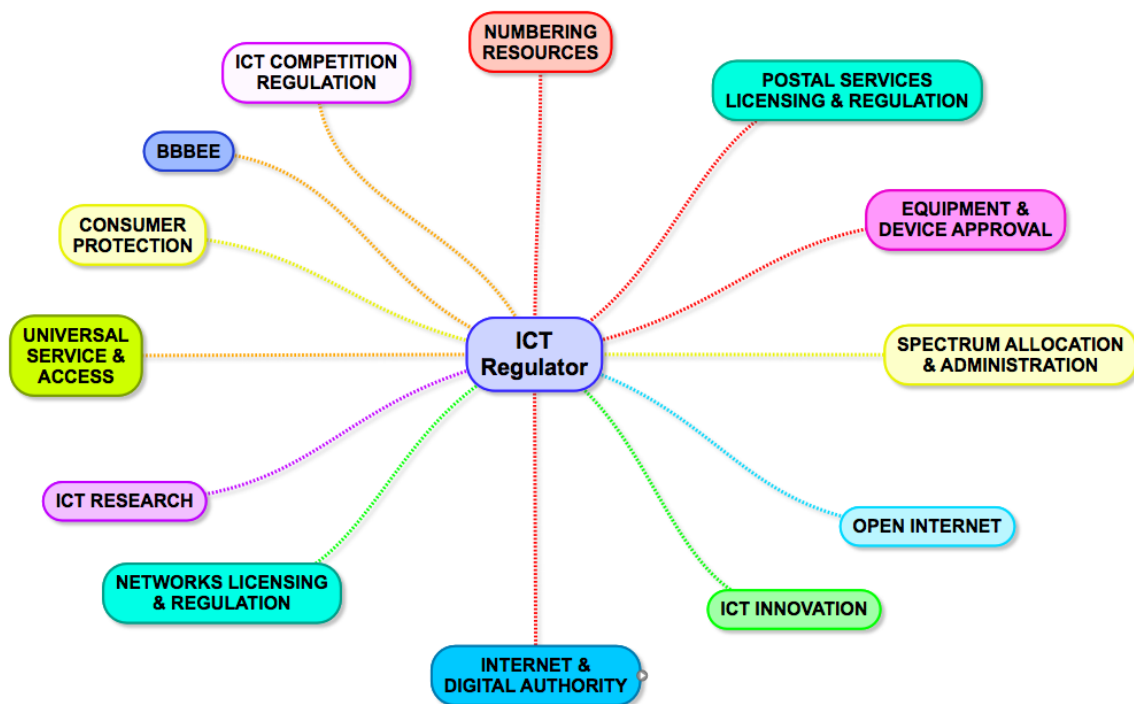 NUMBERING
RESOURCES
ICT COMPETITION
REGULATION
POSTAL SERVICES
LICENSING & REGULATION
BBBEE
EQUIPMENT &
DEVICE APPROVAL
CONSUMER
PROTECTION
ICT
Regulator
UNIVERSAL
SERVICE &
ACCESS
SPECTRUM ALLOCATION
& ADMINISTRATION
ICT RESEARCH
OPEN INTERNET
NETWORKS LICENSING
& REGULATION
ICT INNOVATION
INTERNET &
DIGITAL AUTHORITY